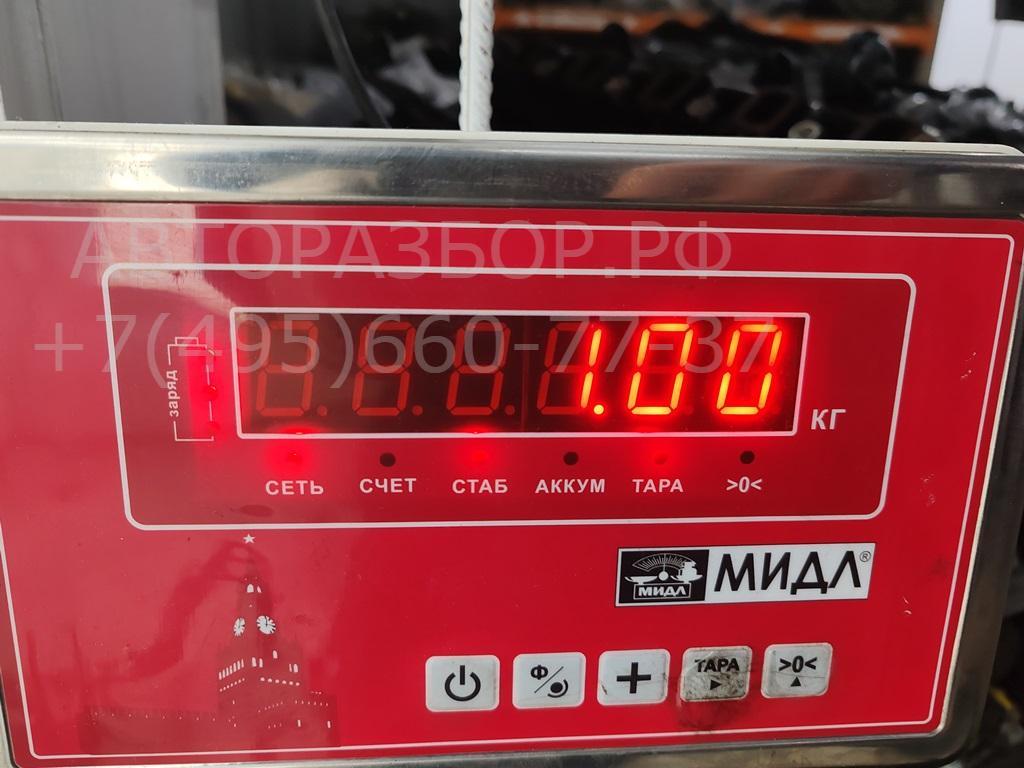 АВТОРАЗБОР.РФ
+7(495)660-77-37
заряд
1.00
КГ
СЕТЬ СЧЕТ СТАБ АККУМ ТАРА >0<
МИДЛ МИДЛ®
Ф/ + ТАРА >0<